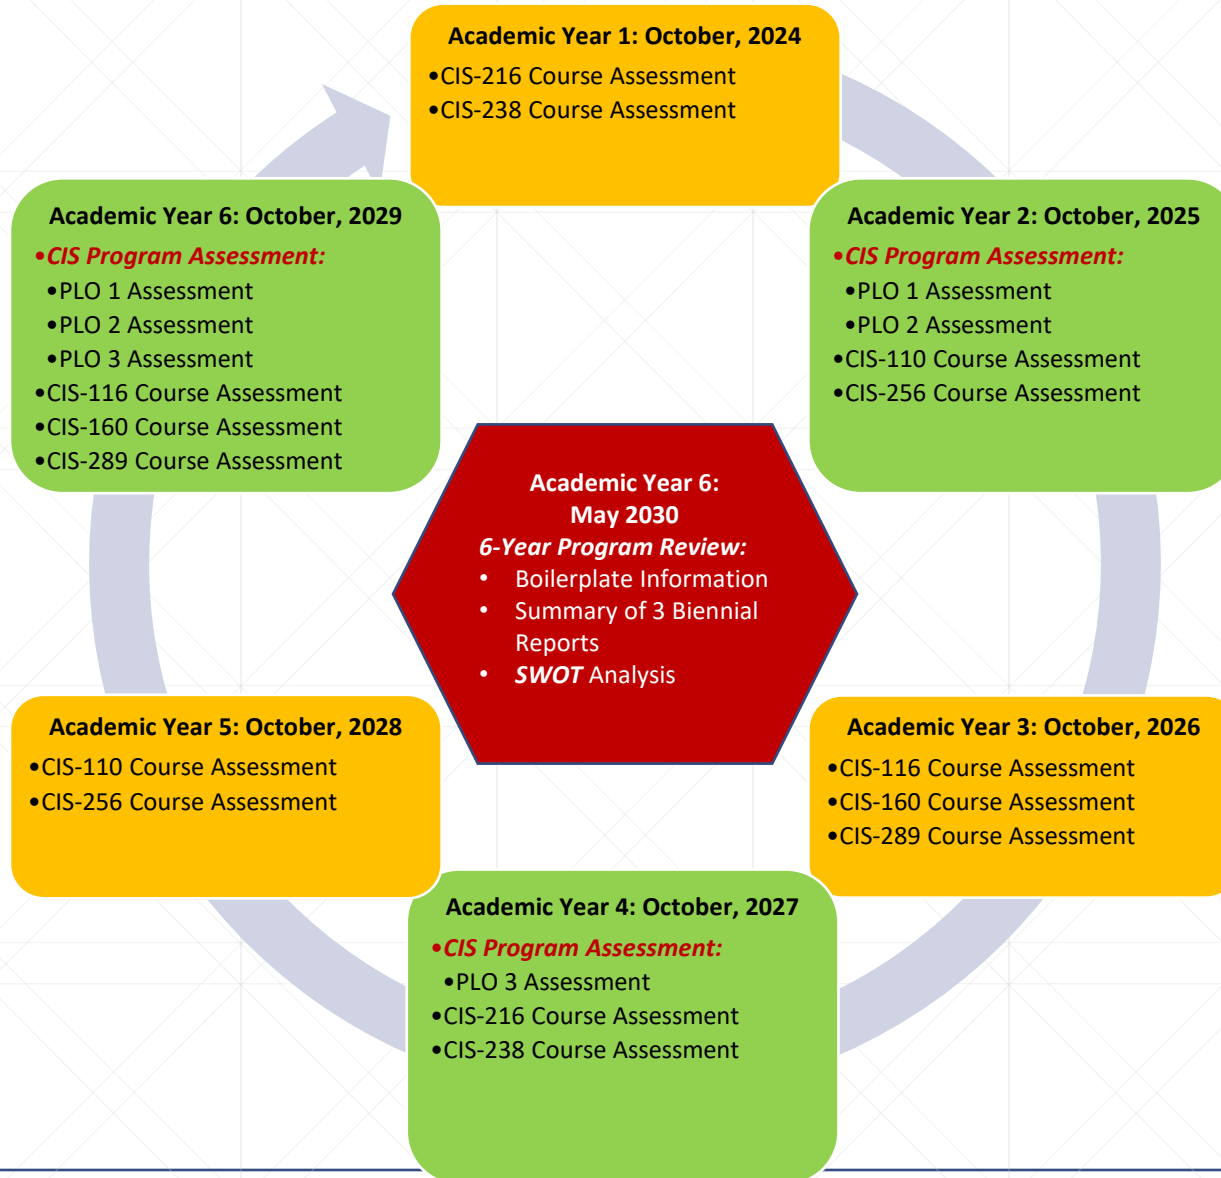 Academic Year 1: October, 2024
•CIS-216 Course Assessment
•CIS-238 Course Assessment
Academic Year 2: October, 2025
•CIS Program Assessment:
•PLO 1 Assessment
•PLO 2 Assessment
•CIS-110 Course Assessment
•CIS-256 Course Assessment
Academic Year 3: October, 2026
•CIS-116 Course Assessment
•CIS-160 Course Assessment
•CIS-289 Course Assessment
Academic Year 4: October, 2027
•CIS Program Assessment:
•PLO 3 Assessment
•CIS-216 Course Assessment
•CIS-238 Course Assessment
Academic Year 5: October, 2028
•CIS-110 Course Assessment
•CIS-256 Course Assessment
Academic Year 6: October, 2029
•CIS Program Assessment:
•PLO 1 Assessment
•PLO 2 Assessment
•PLO 3 Assessment
•CIS-116 Course Assessment
•CIS-160 Course Assessment
•CIS-289 Course Assessment
Academic Year 6:
May 2030
6-Year Program Review:
• Boilerplate Information
• Summary of 3 Biennial
Reports
• SWOT Analysis